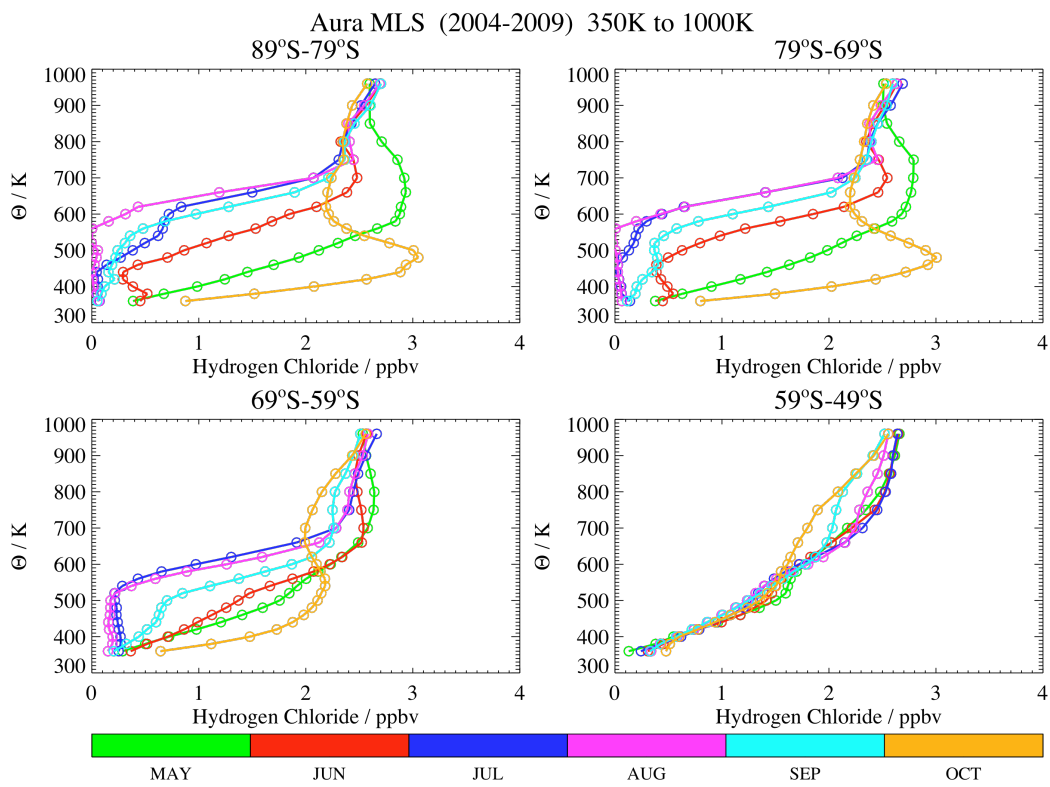 Aura MLS (2004-2009) 350K to 1000K
89°S-79°S
79°S-69°S
1000
900
800
700
600
500
400
300
Θ / K
0 1 2 3 4
Hydrogen Chloride / ppbv
1000
900
800
700
600
500
400
300
Θ / K
0 1 2 3 4
Hydrogen Chloride / ppbv
69°S-59°S
59°S-49°S
1000
900
800
700
600
500
400
300
Θ / K
0 1 2 3 4
Hydrogen Chloride / ppbv
1000
900
800
700
600
500
400
300
Θ / K
0 1 2 3 4
Hydrogen Chloride / ppbv
MAY JUN JUL AUG SEP OCT